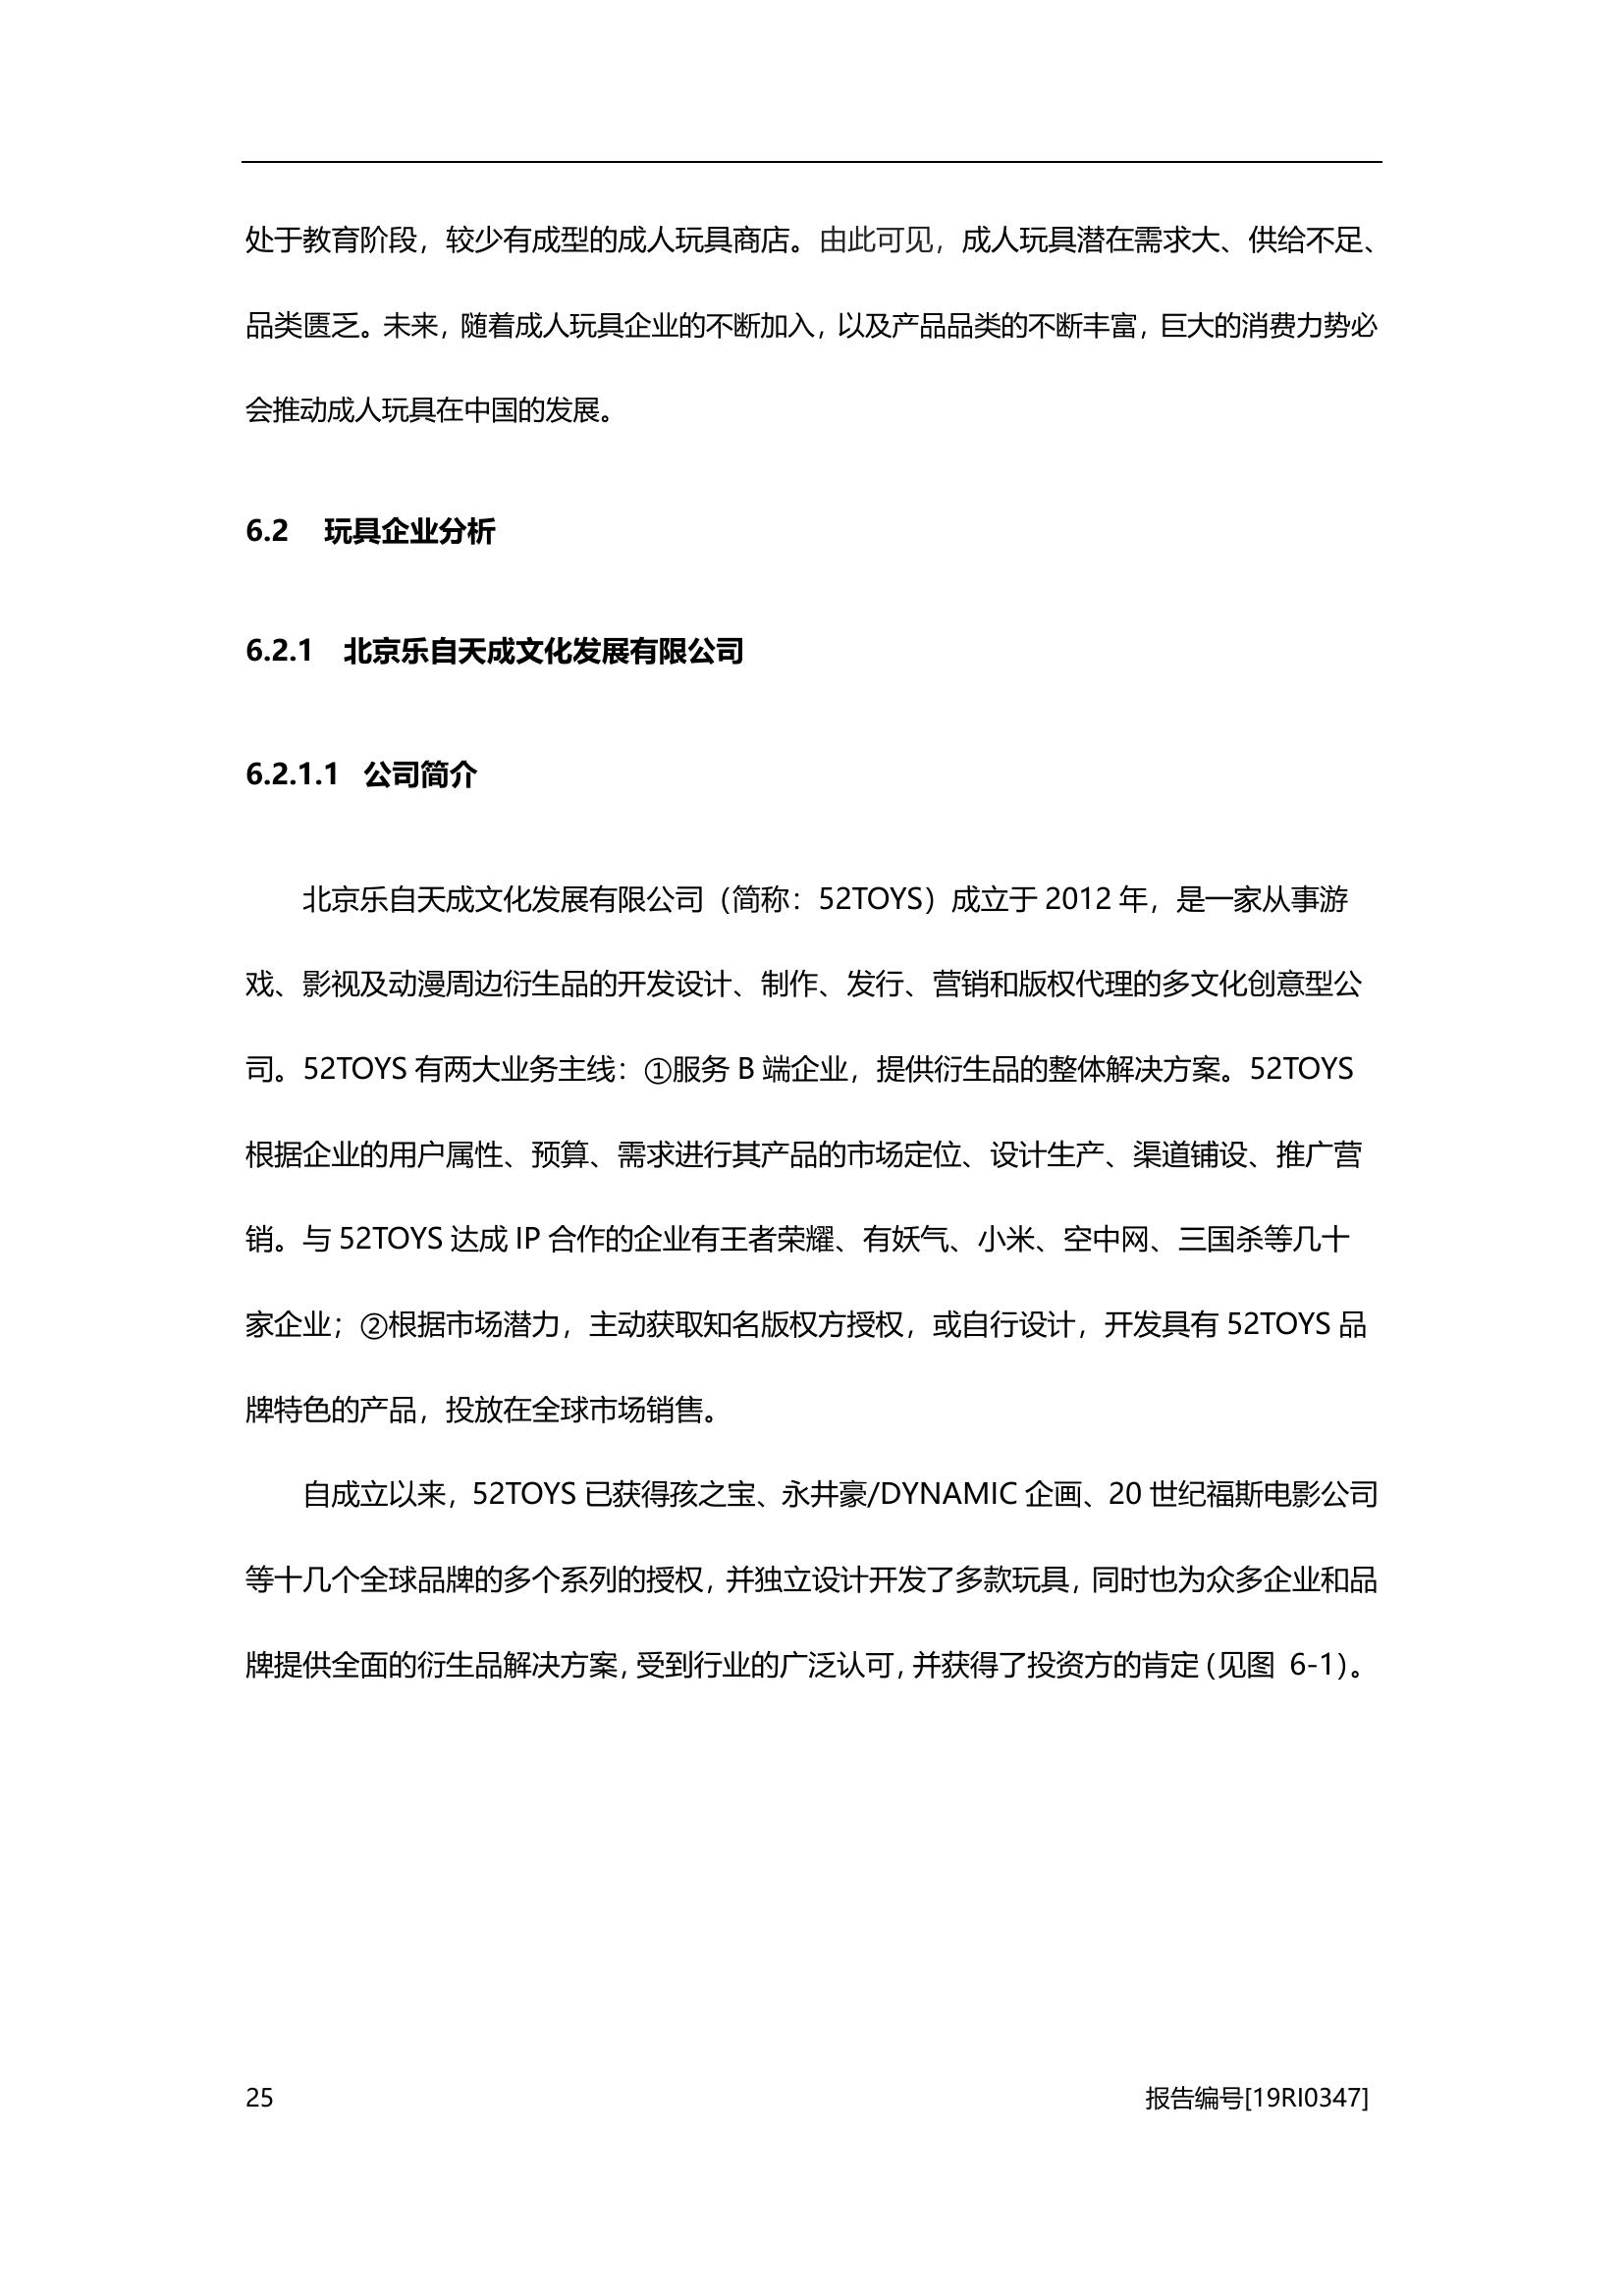 处于教育阶段，较少有成型的成人玩具商店。由此可见，成人玩具潜在需求大、供给不足、
品类匮乏。未来，随着成人玩具企业的不断加入，以及产品品类的不断丰富，巨大的消费力势必
会推动成人玩具在中国的发展。
6.2 玩具企业分析
6.2.1 北京乐自天成文化发展有限公司
6.2.1.1 公司简介
北京乐自天成文化发展有限公司（简称：52TOYS）成立于 2012 年，是一家从事游
戏、影视及动漫周边衍生品的开发设计、制作、发行、营销和版权代理的多文化创意型公
司。52TOYS 有两大业务主线：①服务 B 端企业，提供衍生品的整体解决方案。52TOYS
根据企业的用户属性、预算、需求进行其产品的市场定位、设计生产、渠道铺设、推广营
销。与 52TOYS 达成 IP 合作的企业有王者荣耀、有妖气、小米、空中网、三国杀等几十
家企业；②根据市场潜力，主动获取知名版权方授权，或自行设计，开发具有 52TOYS 品
牌特色的产品，投放在全球市场销售。
自成立以来，52TOYS 已获得孩之宝、永井豪/DYNAMIC 企画、20 世纪福斯电影公司
等十几个全球品牌的多个系列的授权，并独立设计开发了多款玩具，同时也为众多企业和品
牌提供全面的衍生品解决方案，受到行业的广泛认可，并获得了投资方的肯定（见图 6-1）。
25 报告编号[19RI0347]